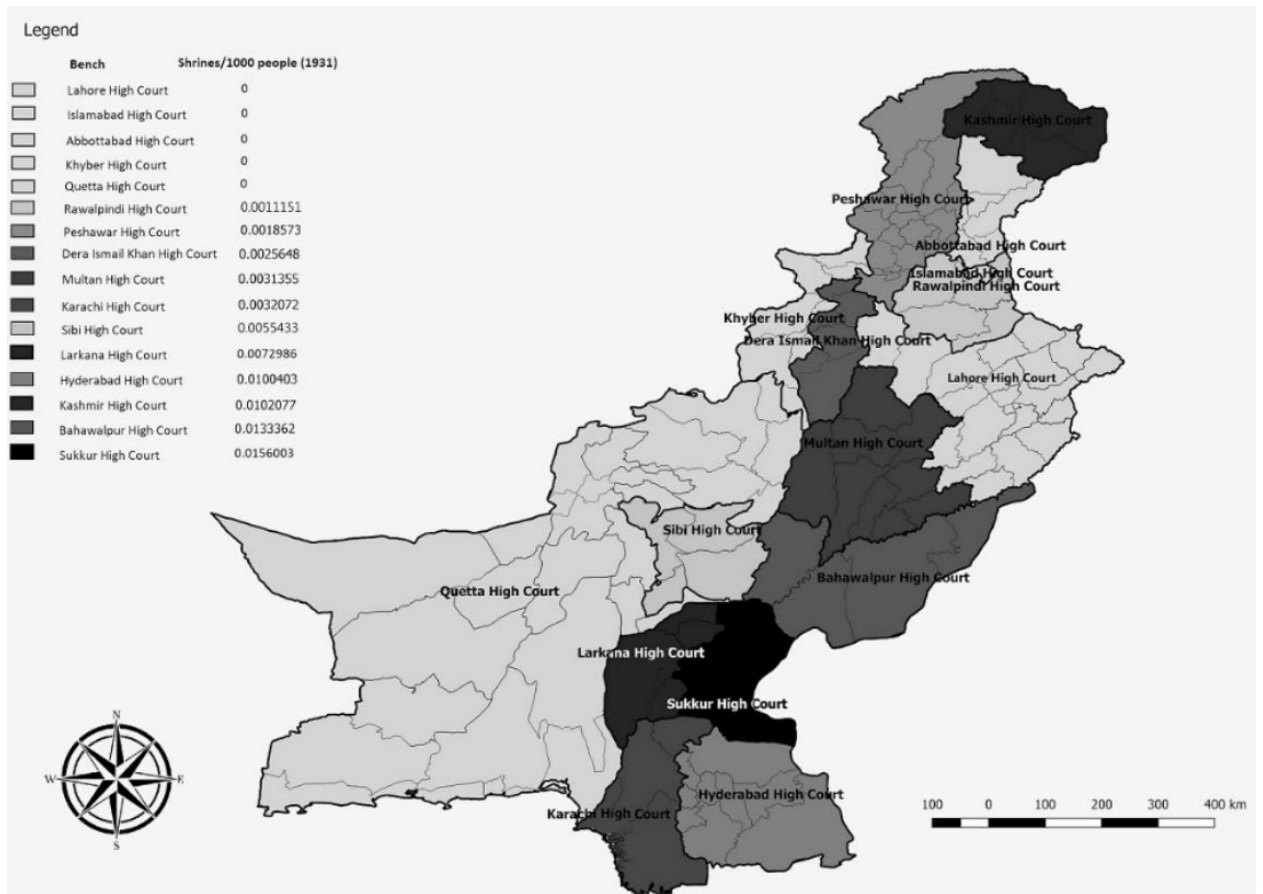 Legend
Bench Shrines/1000 people (1931)
Lahore High Court 0
Islamabad High Court 0
Abbottabad High Court 0
Khyber High Court 0
Quetta High Court 0
Rawalpindi High Court 0.0011151
Peshawar High Court 0.0018573
Dera Ismail Khan High Court 0.0025648
Multan High Court 0.0031355
Karachi High Court 0.0032072
Sibi High Court 0.0055433
Larkana High Court 0.0072986
Hyderabad High Court 0.0100403
Kashmir High Court 0.0102077
Bahawalpur High Court 0.0133362
Sukkur High Court 0.0156003
Kashmir High Court
Peshawar High Court
Abbottabad High Court
Islamabad High Court
Rawalpindi High Court
Khyber High Court
Dera Ismail Khan High Court
Lahore High Court
Multan High Court
Sibi High Court
Bahawalpur High Court
Quetta High Court
Larkana High Court
Sukkur High Court
Hyderabad High Court
Karachi High Court
N
W E
S
100 0 100 200 300 400 km